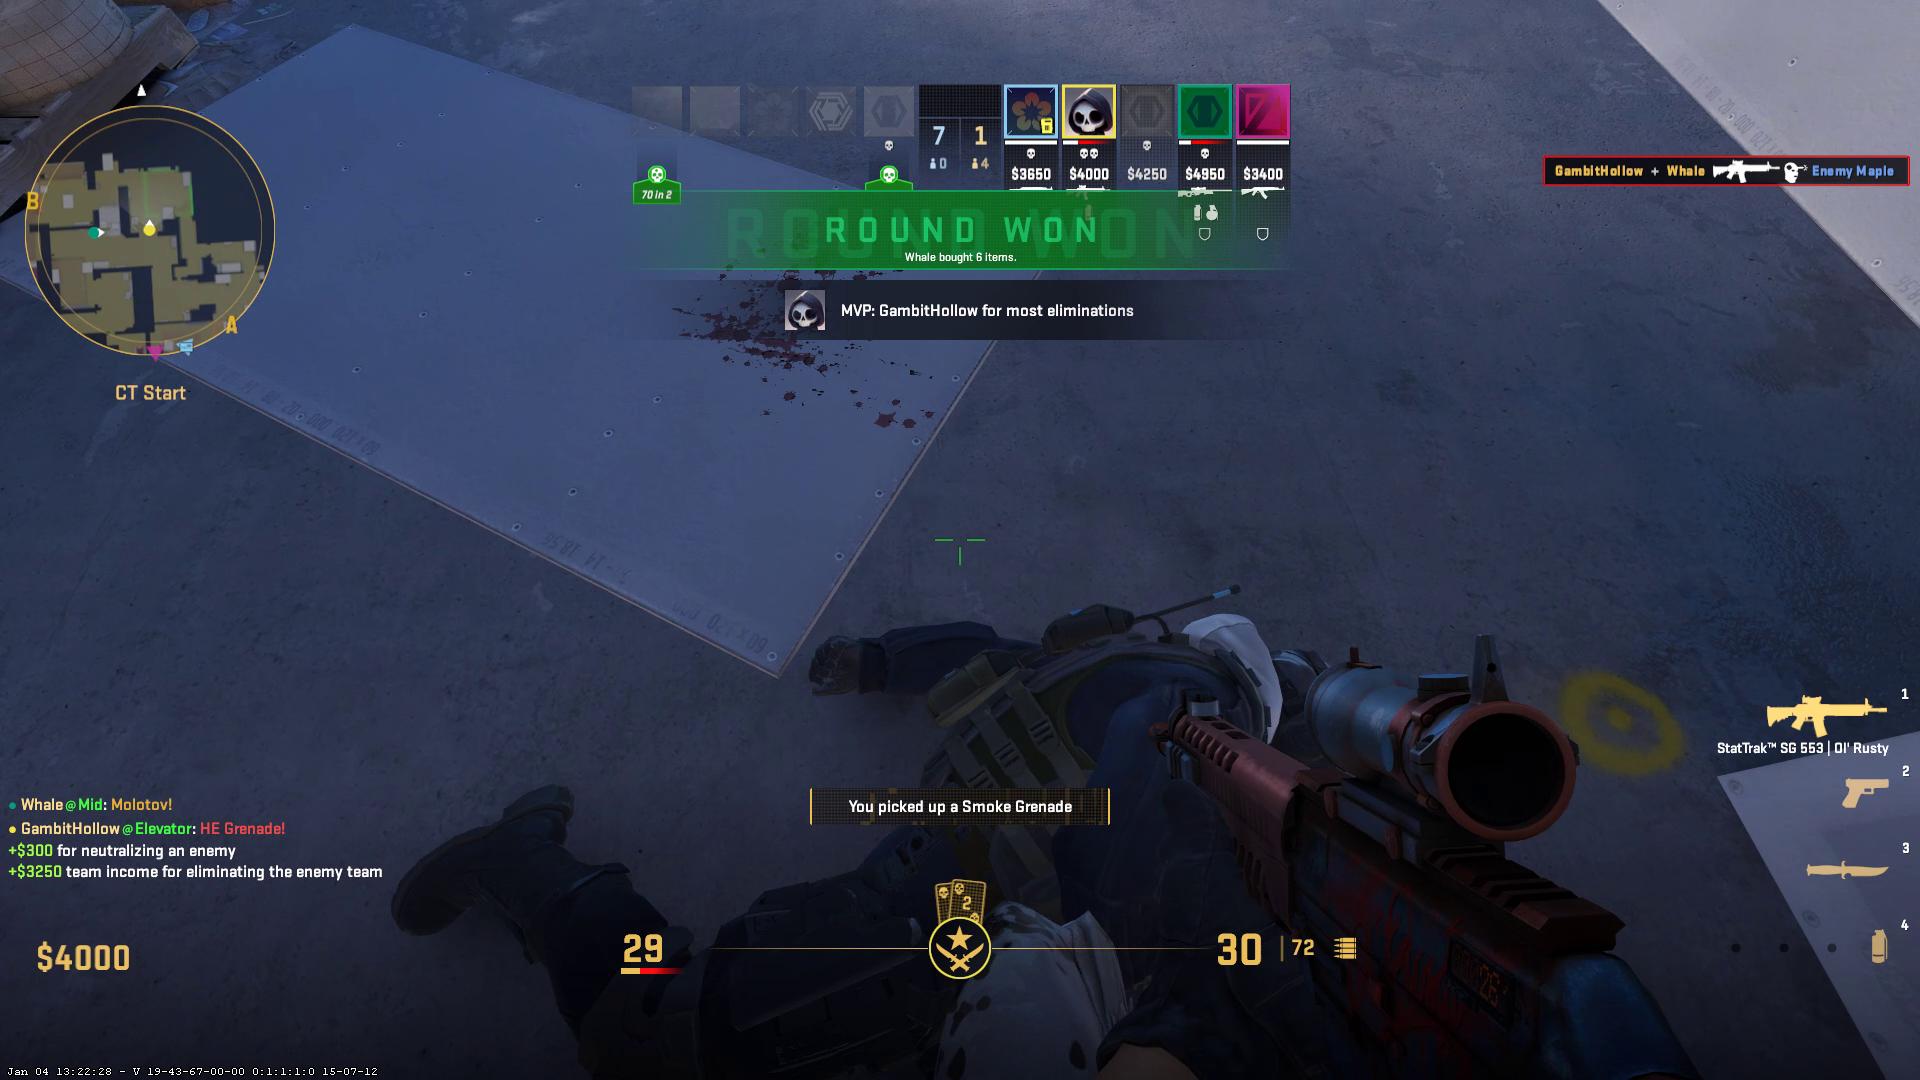 7 1
0 4
$3650 $4000 $4250 $4950 $3400
70 in 2
ROUND WON
Whale bought 6 items.
MVP: GambitHollow for most eliminations
GambitHollow + Whale Enemy Maple
B
A
CT Start
1
StatTrak™ SG 553 | Ol' Rusty
2
3
4
You picked up a Smoke Grenade
Whale@Mid: Molotov!
GambitHollow@Elevator: HE Grenade!
+$300 for neutralizing an enemy
+$3250 team income for eliminating the enemy team
$4000
29
2
30 | 72
Jan 04 13:22:28 - V 19-43-67-00-00 0:1:1:1:0 15-07-12